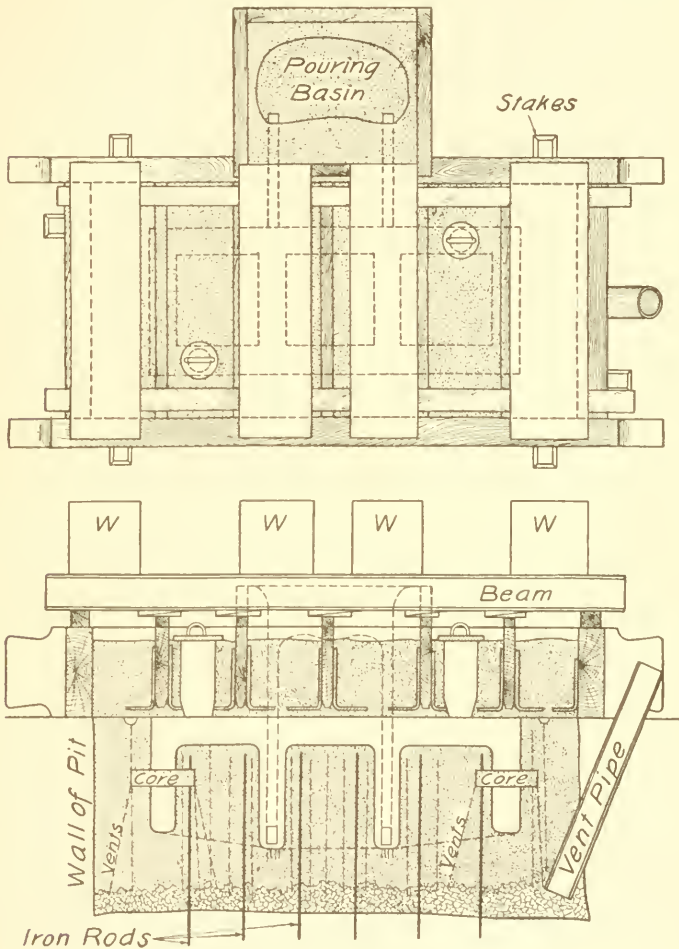 Pouring
Basin
Stakes
W W W W
Beam
Wall of Pit
Vents
Core
Vents
Core
Vent Pipe
Iron Rods